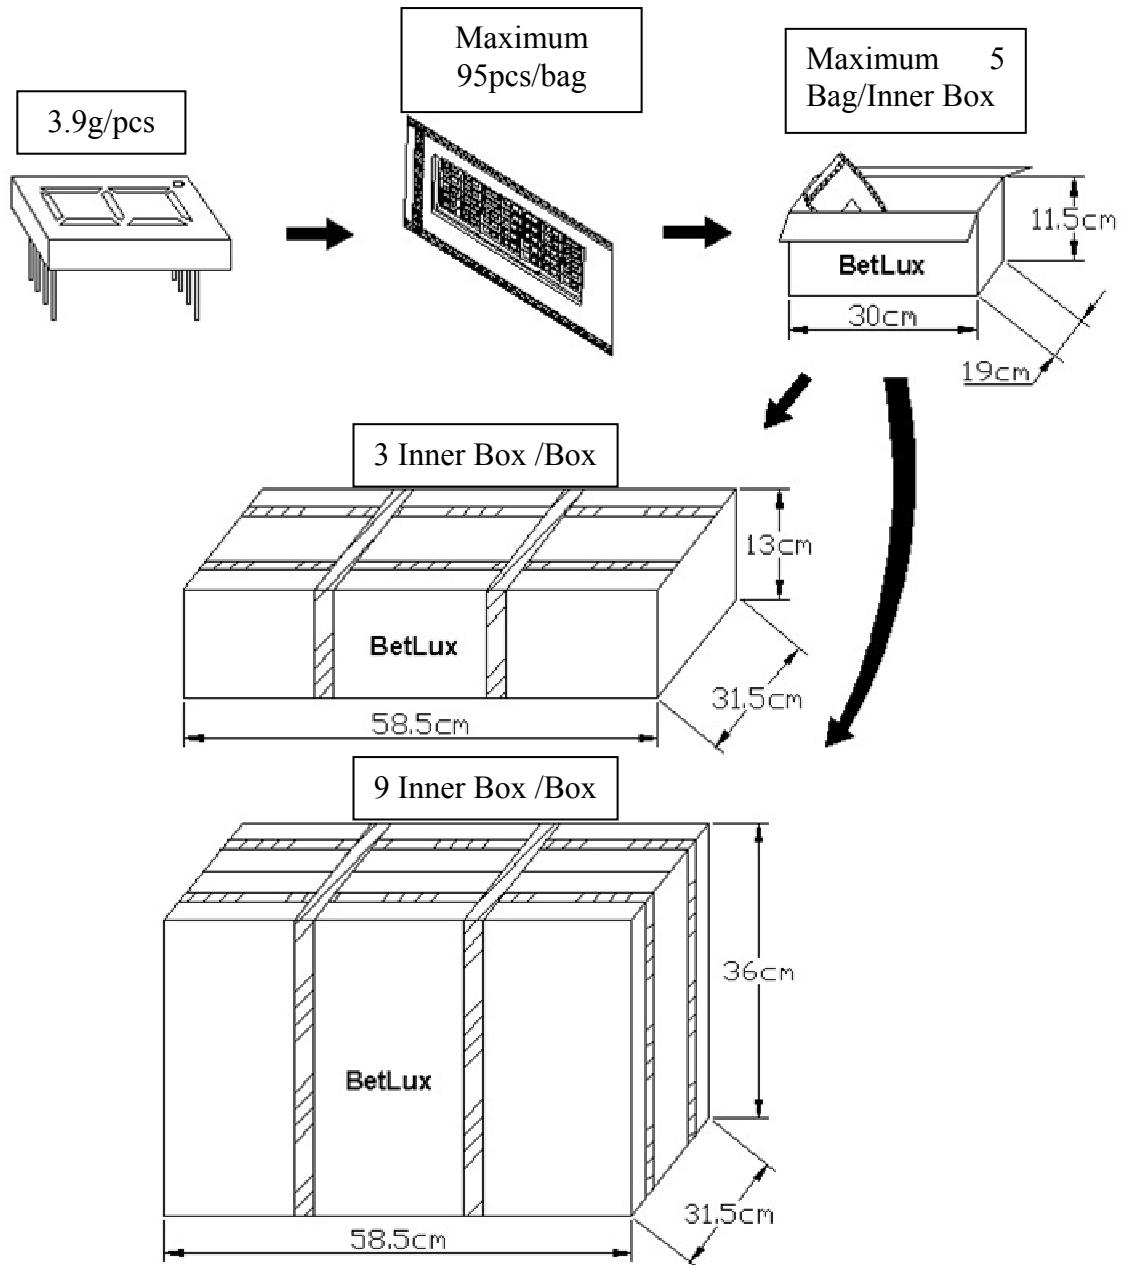 Maximum
95pcs/bag
Maximum 5
Bag/Inner Box
3.9g/pcs
BetLux
11.5cm
30cm
19cm
3 Inner Box /Box
13cm
BetLux
31.5cm
58.5cm
9 Inner Box /Box
36cm
BetLux
31.5cm
58.5cm